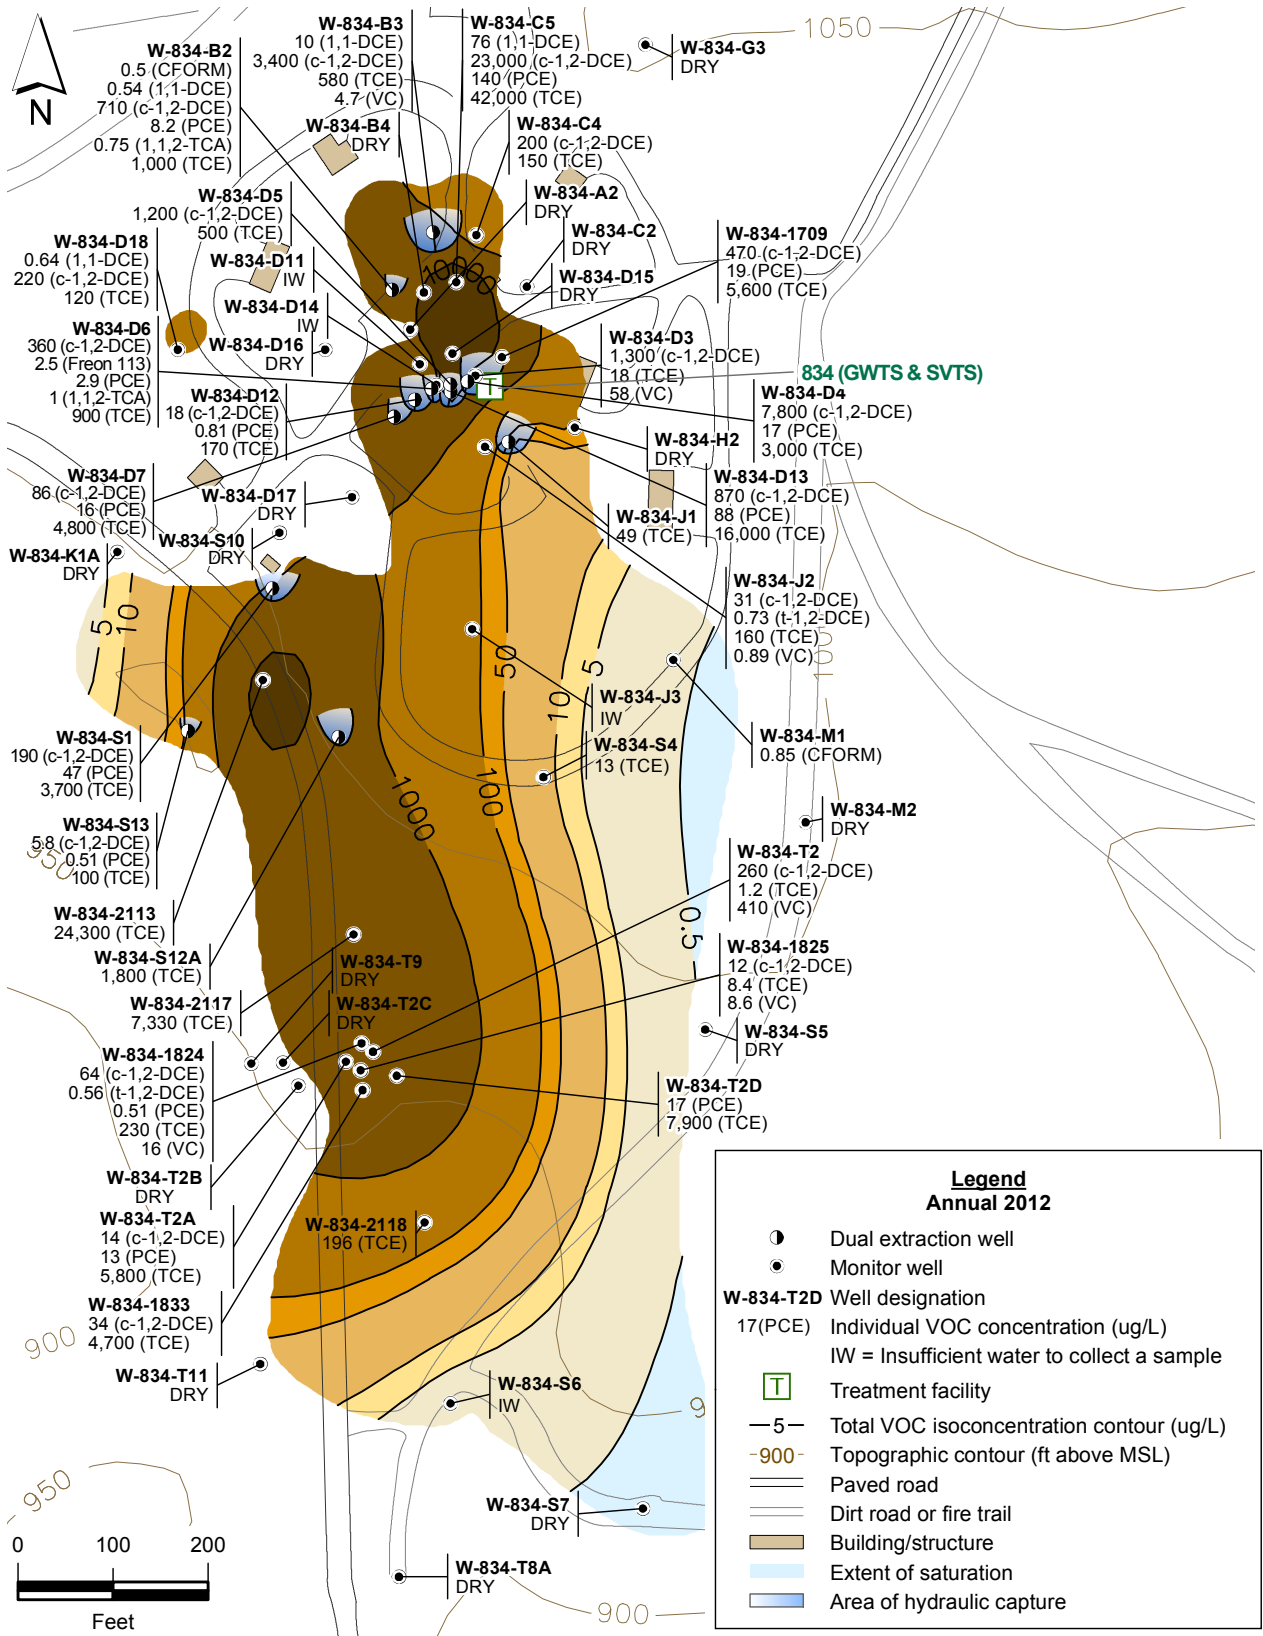 N
W-834-B2
0.5 (CFORM)
0.54 (1,1-DCE)
710 (c-1,2-DCE)
8.2 (PCE)
0.75 (1,1,2-TCA)
1,000 (TCE)
W-834-B3
10 (1,1-DCE)
3,400 (c-1,2-DCE)
580 (TCE)
4.7 (VC)
W-834-C5
76 (1,1-DCE)
23,000 (c-1,2-DCE)
140 (PCE)
42,000 (TCE)
W-834-G3
DRY
1050
W-834-B4
DRY
W-834-C4
200 (c-1,2-DCE)
150 (TCE)
W-834-A2
DRY
W-834-C2
DRY
W-834-D15
DRY
W-834-1709
470 (c-1,2-DCE)
19 (PCE)
5,600 (TCE)
W-834-D5
1,200 (c-1,2-DCE)
500 (TCE)
W-834-D18
0.64 (1,1-DCE)
220 (c-1,2-DCE)
120 (TCE)
W-834-D11
IW
W-834-D14
IW
W-834-D16
DRY
10000
W-834-D6
360 (c-1,2-DCE)
2.5 (Freon 113)
2.9 (PCE)
1 (1,1,2-TCA)
900 (TCE)
W-834-D3
1,300 (c-1,2-DCE)
18 (TCE)
58 (VC)
834 (GWTS & SVTS)
T
W-834-D4
7,800 (c-1,2-DCE)
17 (PCE)
3,000 (TCE)
W-834-D12
18 (c-1,2-DCE)
0.81 (PCE)
170 (TCE)
W-834-H2
DRY
W-834-D7
86 (c-1,2-DCE)
16 (PCE)
4,800 (TCE)
W-834-D17
DRY
W-834-D13
870 (c-1,2-DCE)
88 (PCE)
16,000 (TCE)
W-834-J1
49 (TCE)
W-834-S10
DRY
W-834-K1A
DRY
W-834-J2
31 (c-1,2-DCE)
0.73 (t-1,2-DCE)
160 (TCE)
0.89 (VC)
5
10
50
10
5
1050
W-834-J3
IW
W-834-S4
13 (TCE)
W-834-M1
0.85 (CFORM)
W-834-S1
190 (c-1,2-DCE)
47 (PCE)
3,700 (TCE)
1000
100
W-834-S13
5.8 (c-1,2-DCE)
0.51 (PCE)
100 (TCE)
950
W-834-M2
DRY
W-834-T2
260 (c-1,2-DCE)
1.2 (TCE)
410 (VC)
0.5
W-834-2113
24,300 (TCE)
W-834-S12A
1,800 (TCE)
W-834-T9
DRY
W-834-1825
12 (c-1,2-DCE)
8.4 (TCE)
8.6 (VC)
W-834-2117
7,330 (TCE)
W-834-T2C
DRY
W-834-S5
DRY
W-834-1824
64 (c-1,2-DCE)
0.56 (t-1,2-DCE)
0.51 (PCE)
230 (TCE)
16 (VC)
W-834-T2D
17 (PCE)
7,900 (TCE)
W-834-T2B
DRY
W-834-T2A
14 (c-1,2-DCE)
13 (PCE)
5,800 (TCE)
W-834-2118
196 (TCE)
W-834-1833
34 (c-1,2-DCE)
4,700 (TCE)
900
W-834-T11
DRY
W-834-S6
IW
950
W-834-S7
DRY
W-834-T8A
DRY
900
0 100 200
Feet
Legend
Annual 2012
Dual extraction well
Monitor well
W-834-T2D Well designation
17(PCE) Individual VOC concentration (ug/L)
IW = Insufficient water to collect a sample
T Treatment facility
5 Total VOC isoconcentration contour (ug/L)
900 Topographic contour (ft above MSL)
Paved road
Dirt road or fire trail
Building/structure
Extent of saturation
Area of hydraulic capture